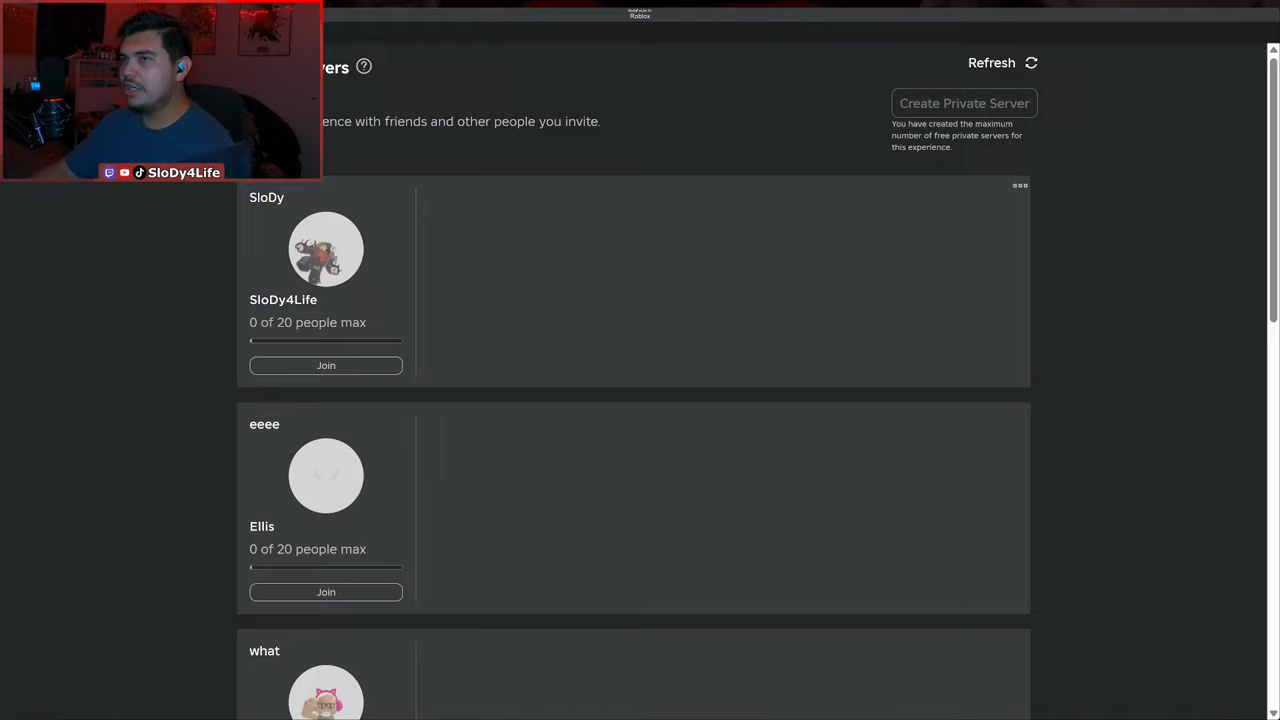 Roblox
vers
Refresh
Create Private Server
ence with friends and other people you invite.
You have created the maximum
number of free private servers for
this experience.
SloDy4Life
SloDy
SloDy4Life
0 of 20 people max
Join
eeee
Ellis
0 of 20 people max
Join
what